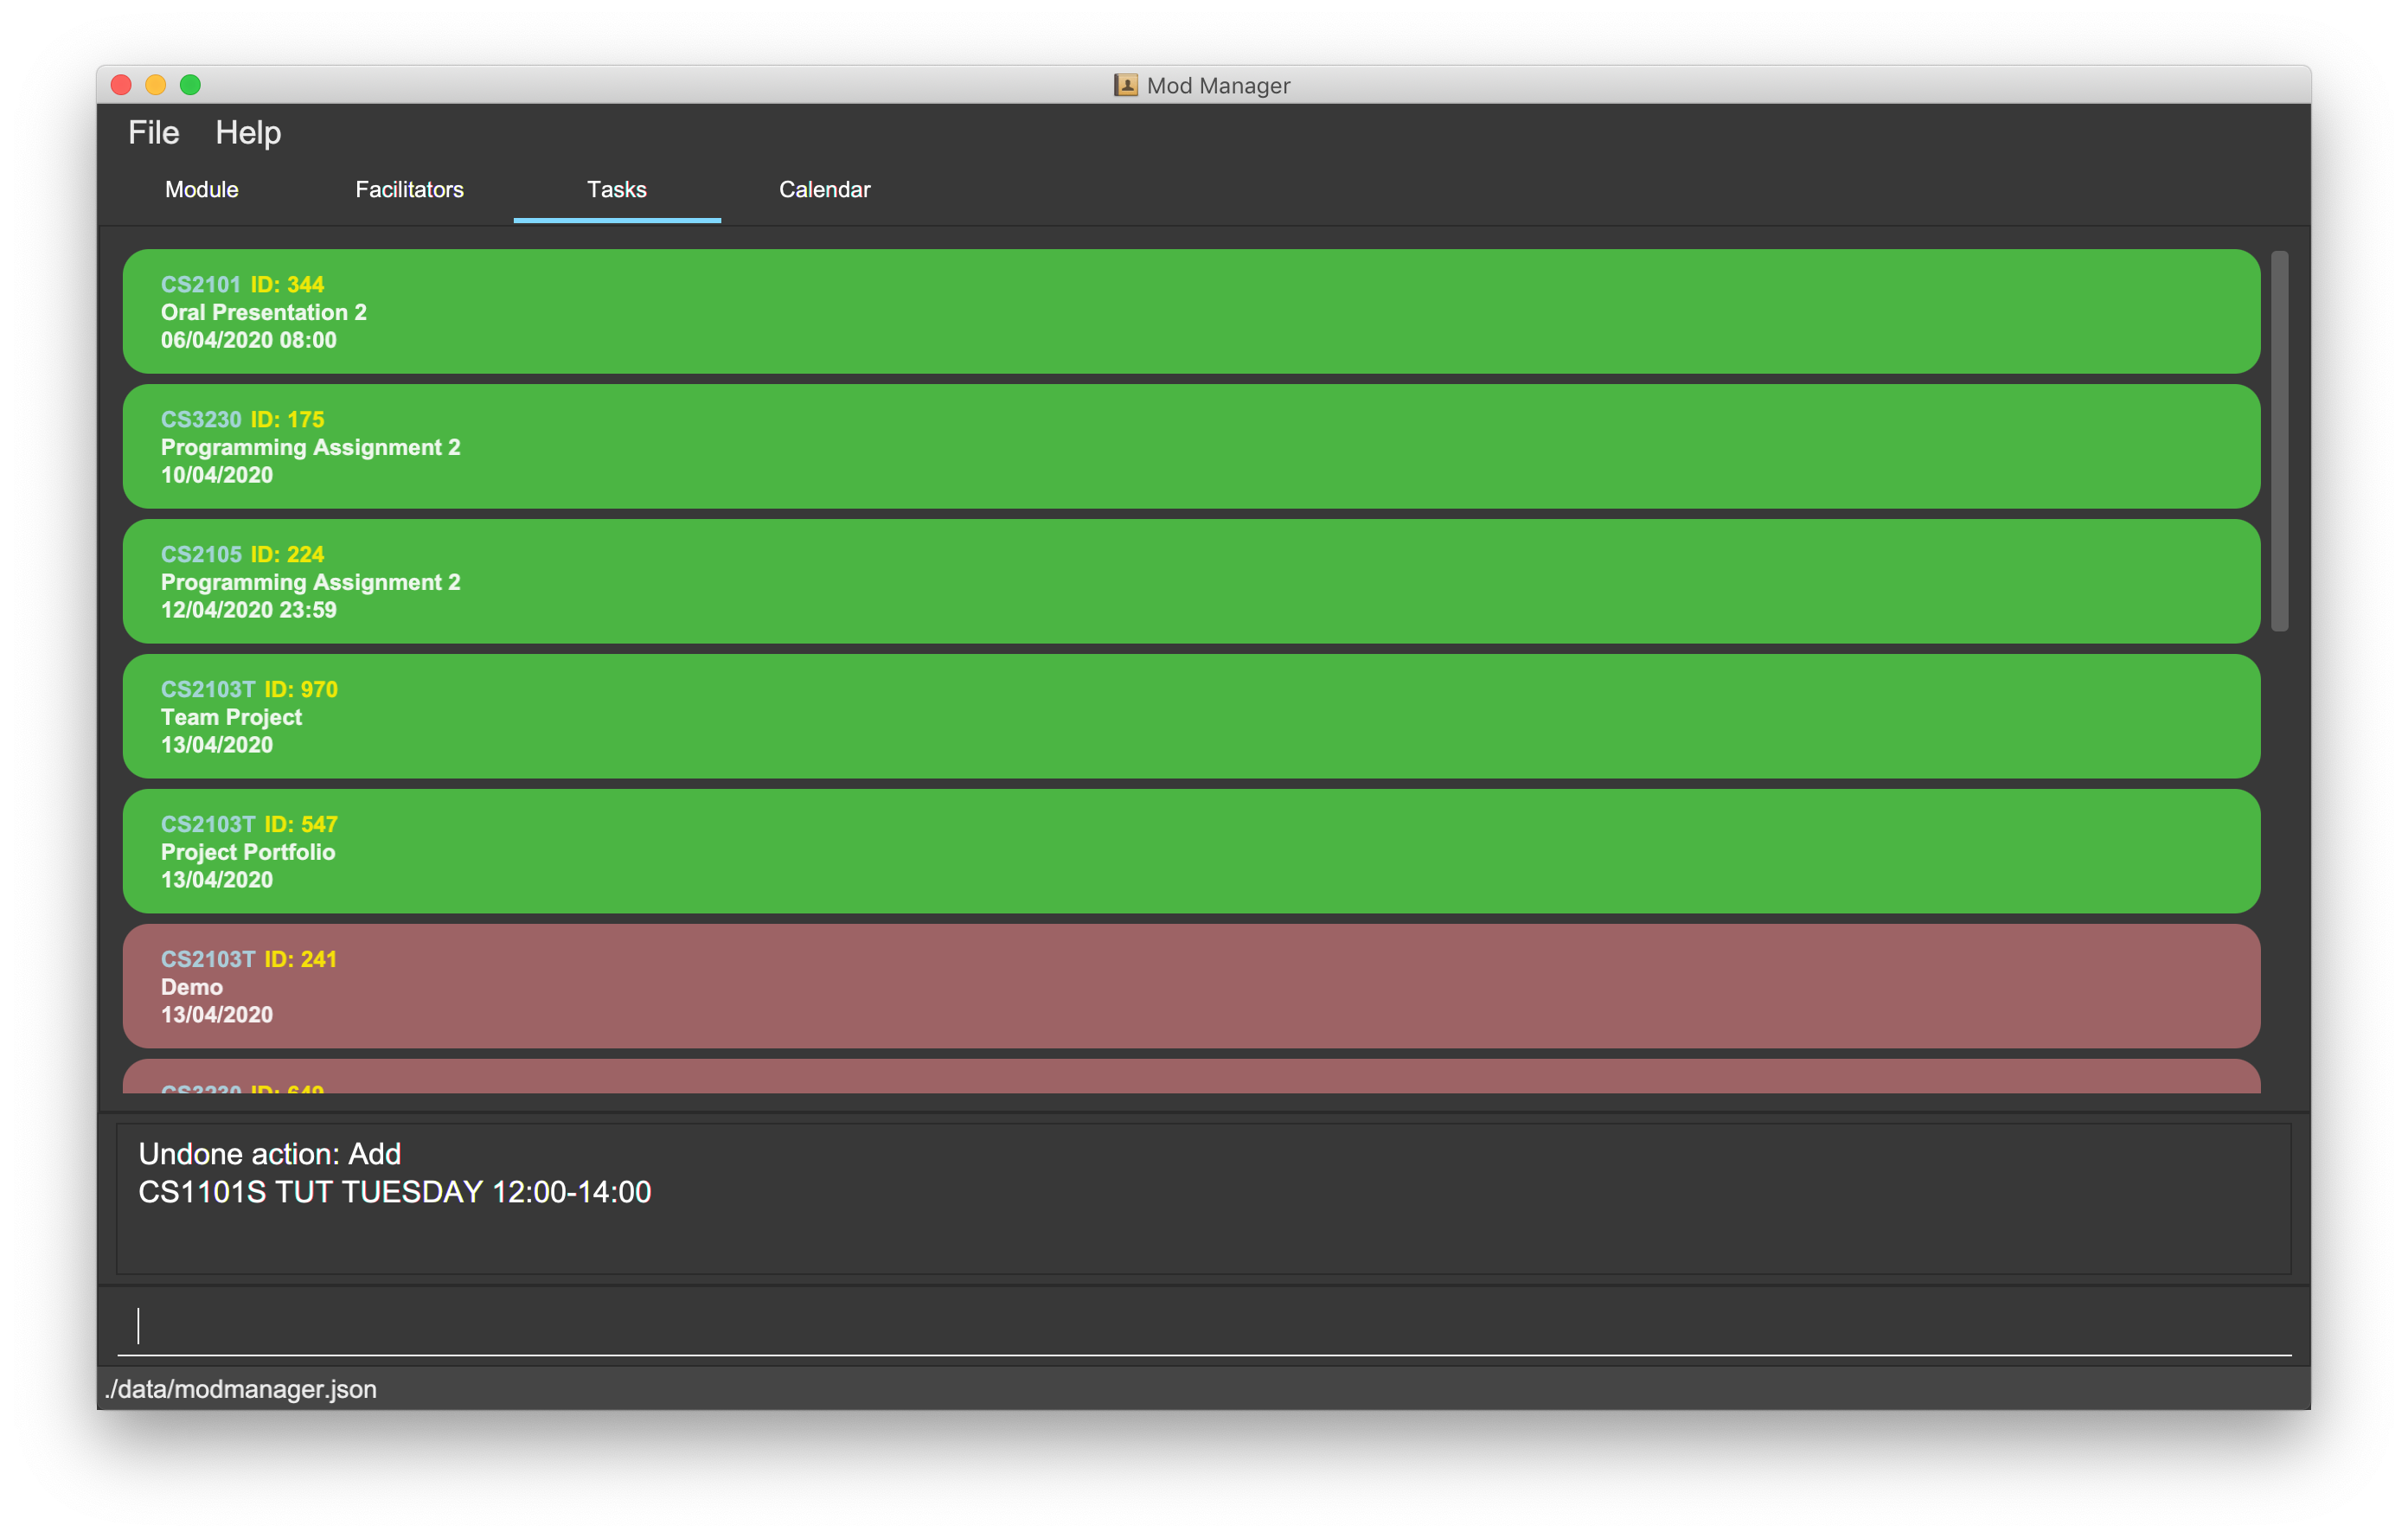 Mod Manager
File Help
Module Facilitators Tasks Calendar
CS2101 ID: 344
Oral Presentation 2
06/04/2020 08:00
CS3230 ID: 175
Programming Assignment 2
10/04/2020
CS2105 ID: 224
Programming Assignment 2
12/04/2020 23:59
CS2103T ID: 970
Team Project
13/04/2020
CS2103T ID: 547
Project Portfolio
13/04/2020
CS2103T ID: 241
Demo
13/04/2020
CS3230 ID: 649
Undone action: Add
CS1101S TUT TUESDAY 12:00-14:00
./data/modmanager.json